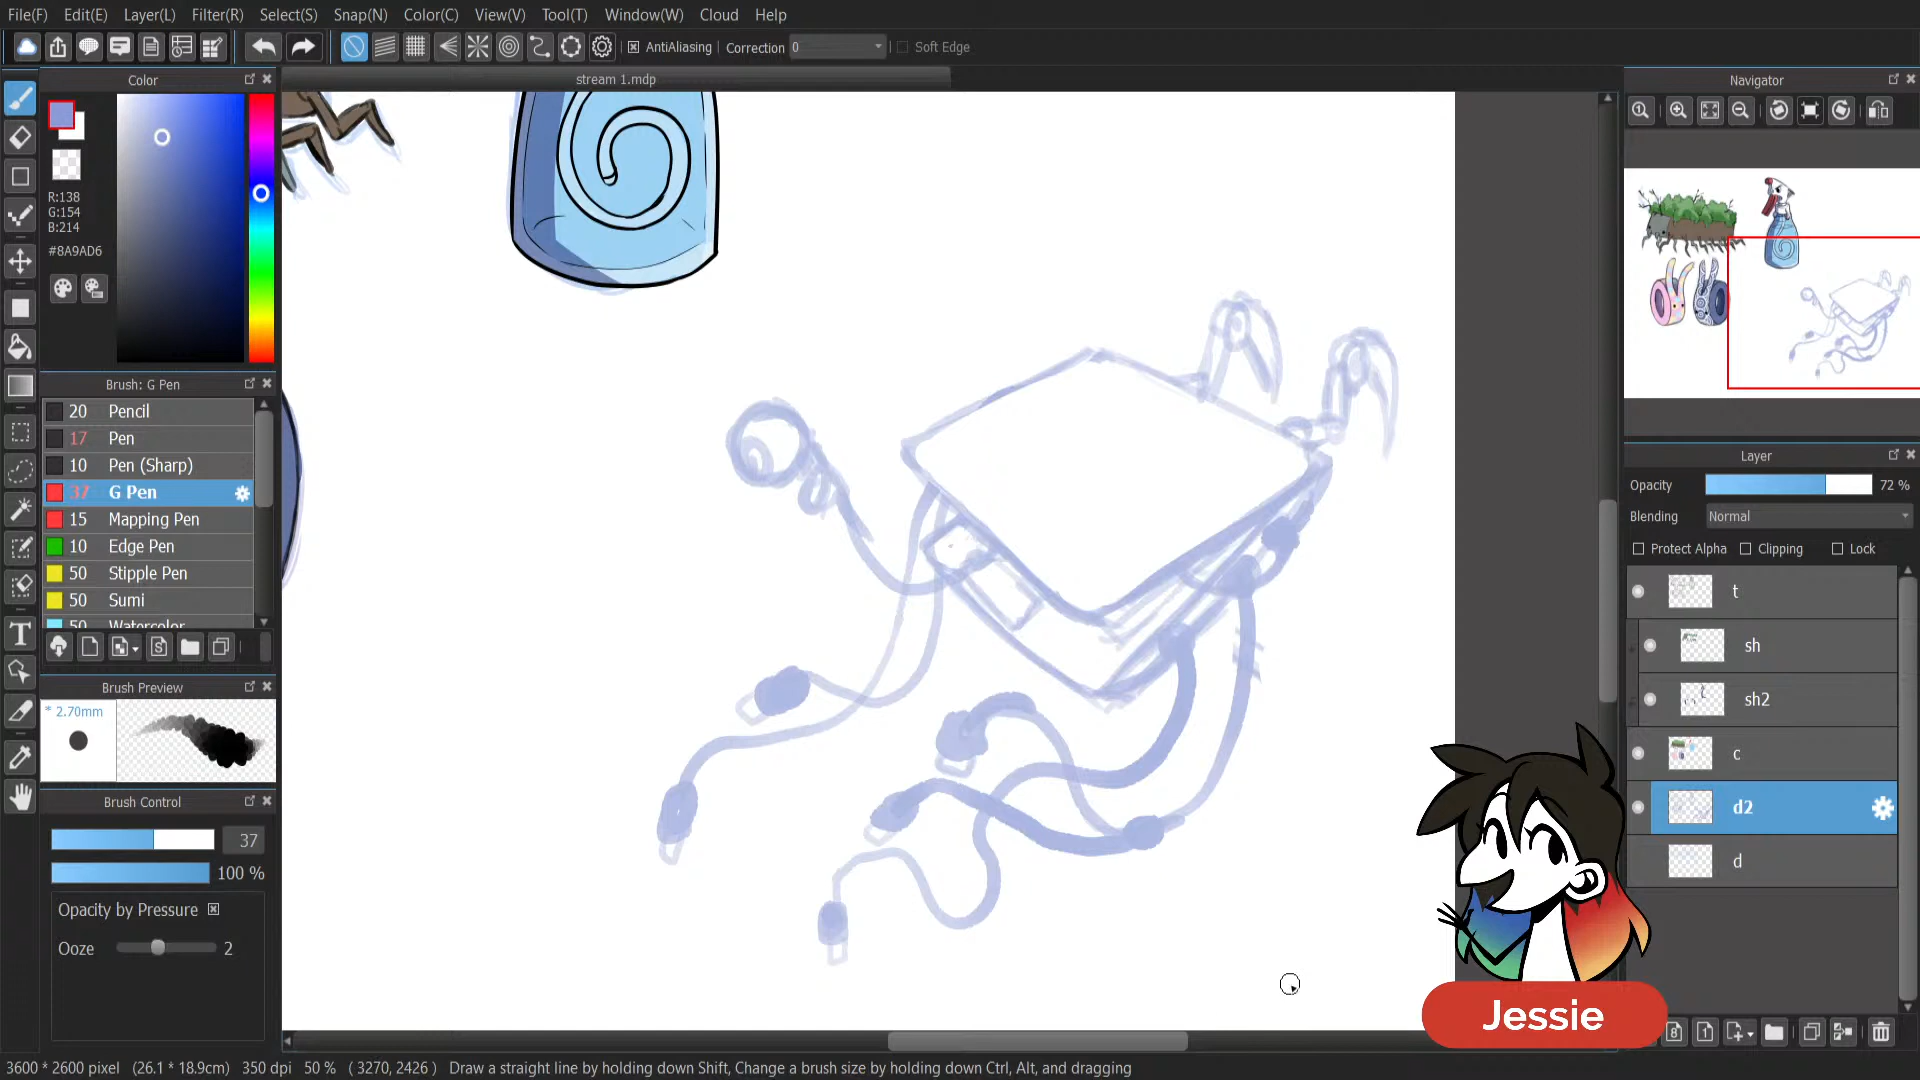 File(F) Edit(E) Layer(L) Filter(R) Select(S) Snap(N) Color(C) View(V) Tool(T) Window(W) Cloud Help
AntiAliasing Correction 0 Soft Edge
Color
stream 1.mdp
Navigator
R:138
G:154
B:214
#8A9AD6
Brush: G Pen
20 Pencil
17 Pen
10 Pen (Sharp)
37 G Pen
15 Mapping Pen
10 Edge Pen
50 Stipple Pen
50 Sumi
50 Watercolor
Brush Preview
* 2.70mm
Brush Control
37
100 %
Opacity by Pressure
Ooze 2
Layer
Opacity 72 %
Blending Normal
Protect Alpha Clipping Lock
t
sh
sh2
c
d2
d
Jessie
3600 * 2600 pixel (26.1 * 18.9cm) 350 dpi 50 % ( 3270, 2426 ) Draw a straight line by holding down Shift, Change a brush size by holding down Ctrl, Alt, and dragging